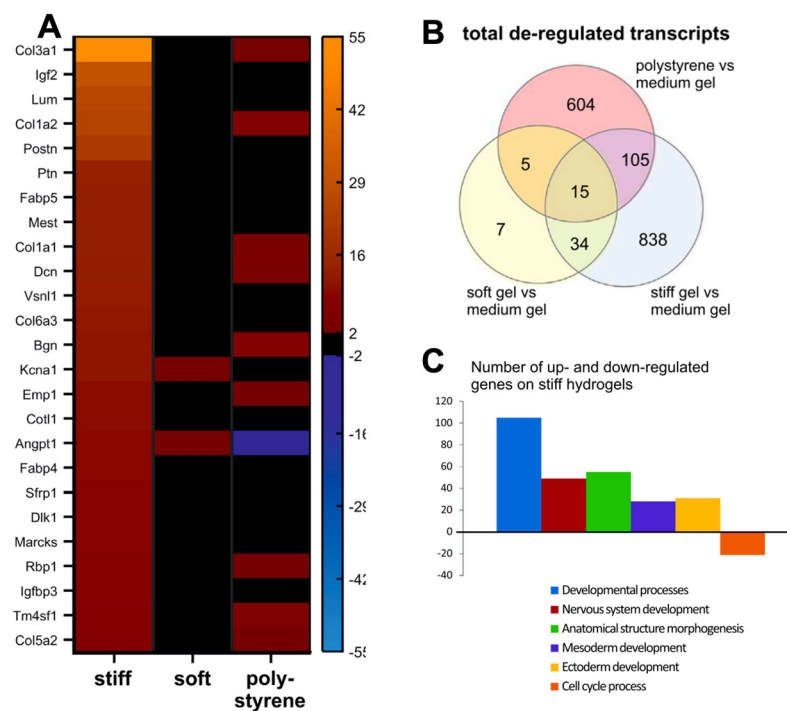 A
Col3a1
Igf2
Lum
Col1a2
Postn
Ptn
Fabp5
Mest
Col1a1
Dcn
Vsnl1
Col6a3
Bgn
Kcna1
Emp1
Cotl1
Angpt1
Fabp4
Sfrp1
Dlk1
Marcks
Rbp1
Igfbp3
Tm4sf1
Col5a2
stiff
soft
poly-
styrene
55
42
29
16
2
-2
-16
-29
-42
-55
B
total de-regulated transcripts
polystyrene vs
medium gel
604
5
105
15
7
34
838
soft gel vs
medium gel
stiff gel vs
medium gel
C
Number of up- and down-regulated
genes on stiff hydrogels
120
100
80
60
40
20
0
-20
-40
Developmental processes
Nervous system development
Anatomical structure morphogenesis
Mesoderm development
Ectoderm development
Cell cycle process